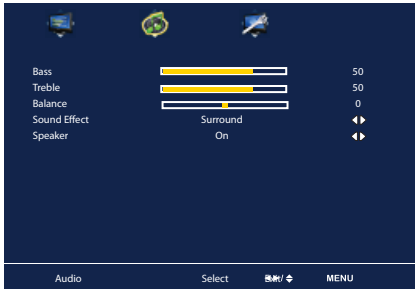 Bass 50
Treble 50
Balance 0
Sound Effect Surround
Speaker On
Audio Select / MENU